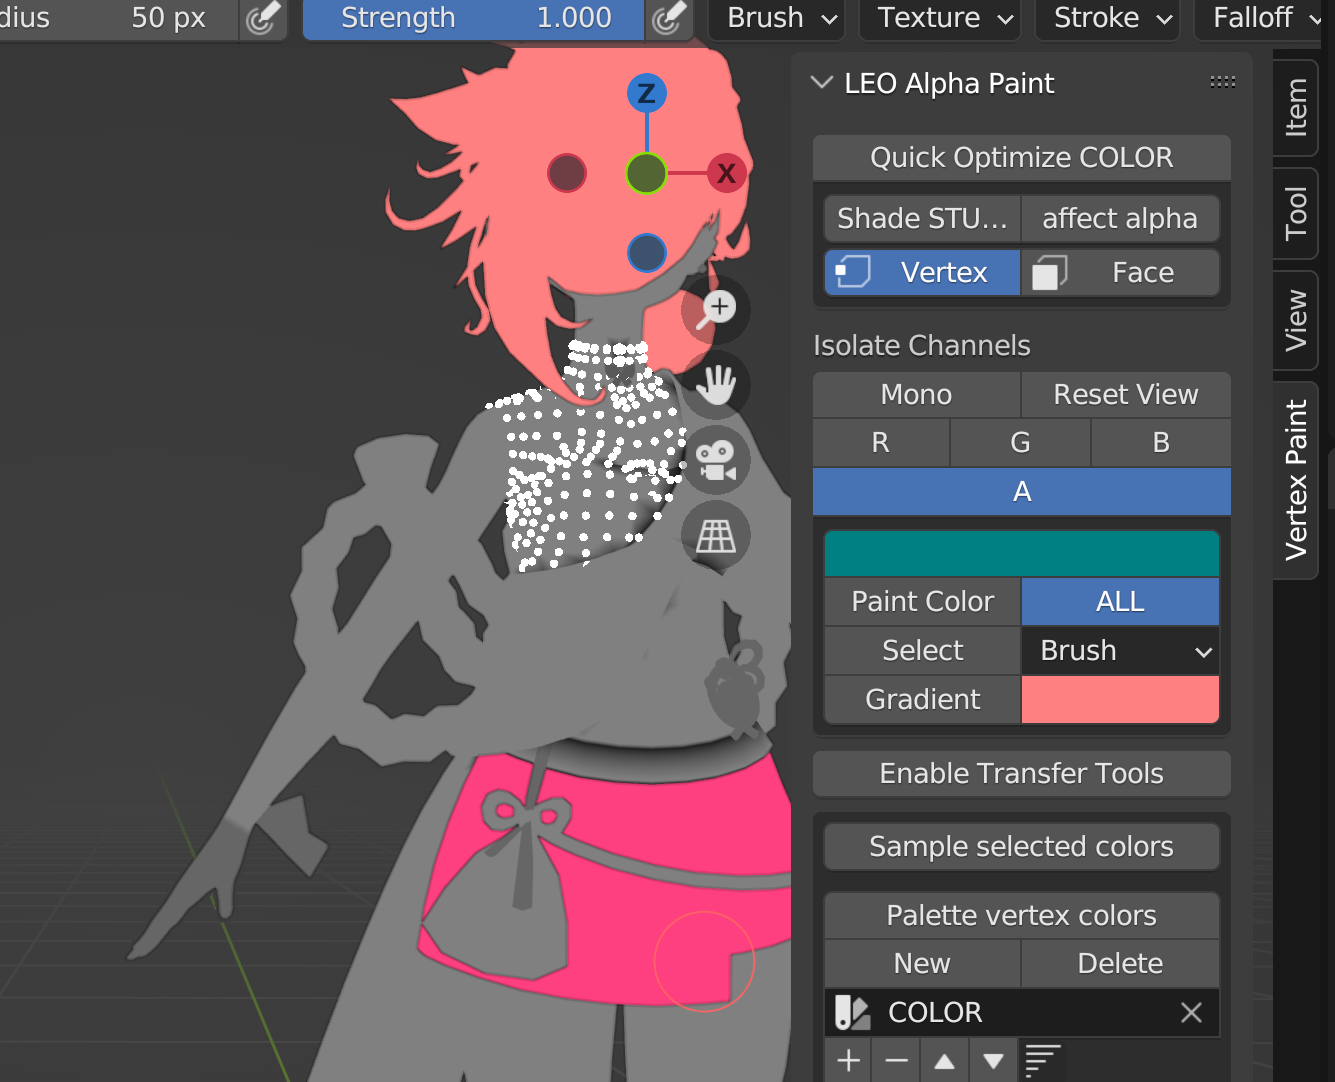 dius 50 px Strength 1.000 Brush Texture Stroke Falloff
LEO Alpha Paint
Quick Optimize COLOR
Shade STU... affect alpha
Vertex Face
Isolate Channels
Mono Reset View
R G B
A
Paint Color ALL
Select Brush
Gradient
Enable Transfer Tools
Sample selected colors
Palette vertex colors
New Delete
COLOR
Z
X
Item
Tool
View
Vertex Paint